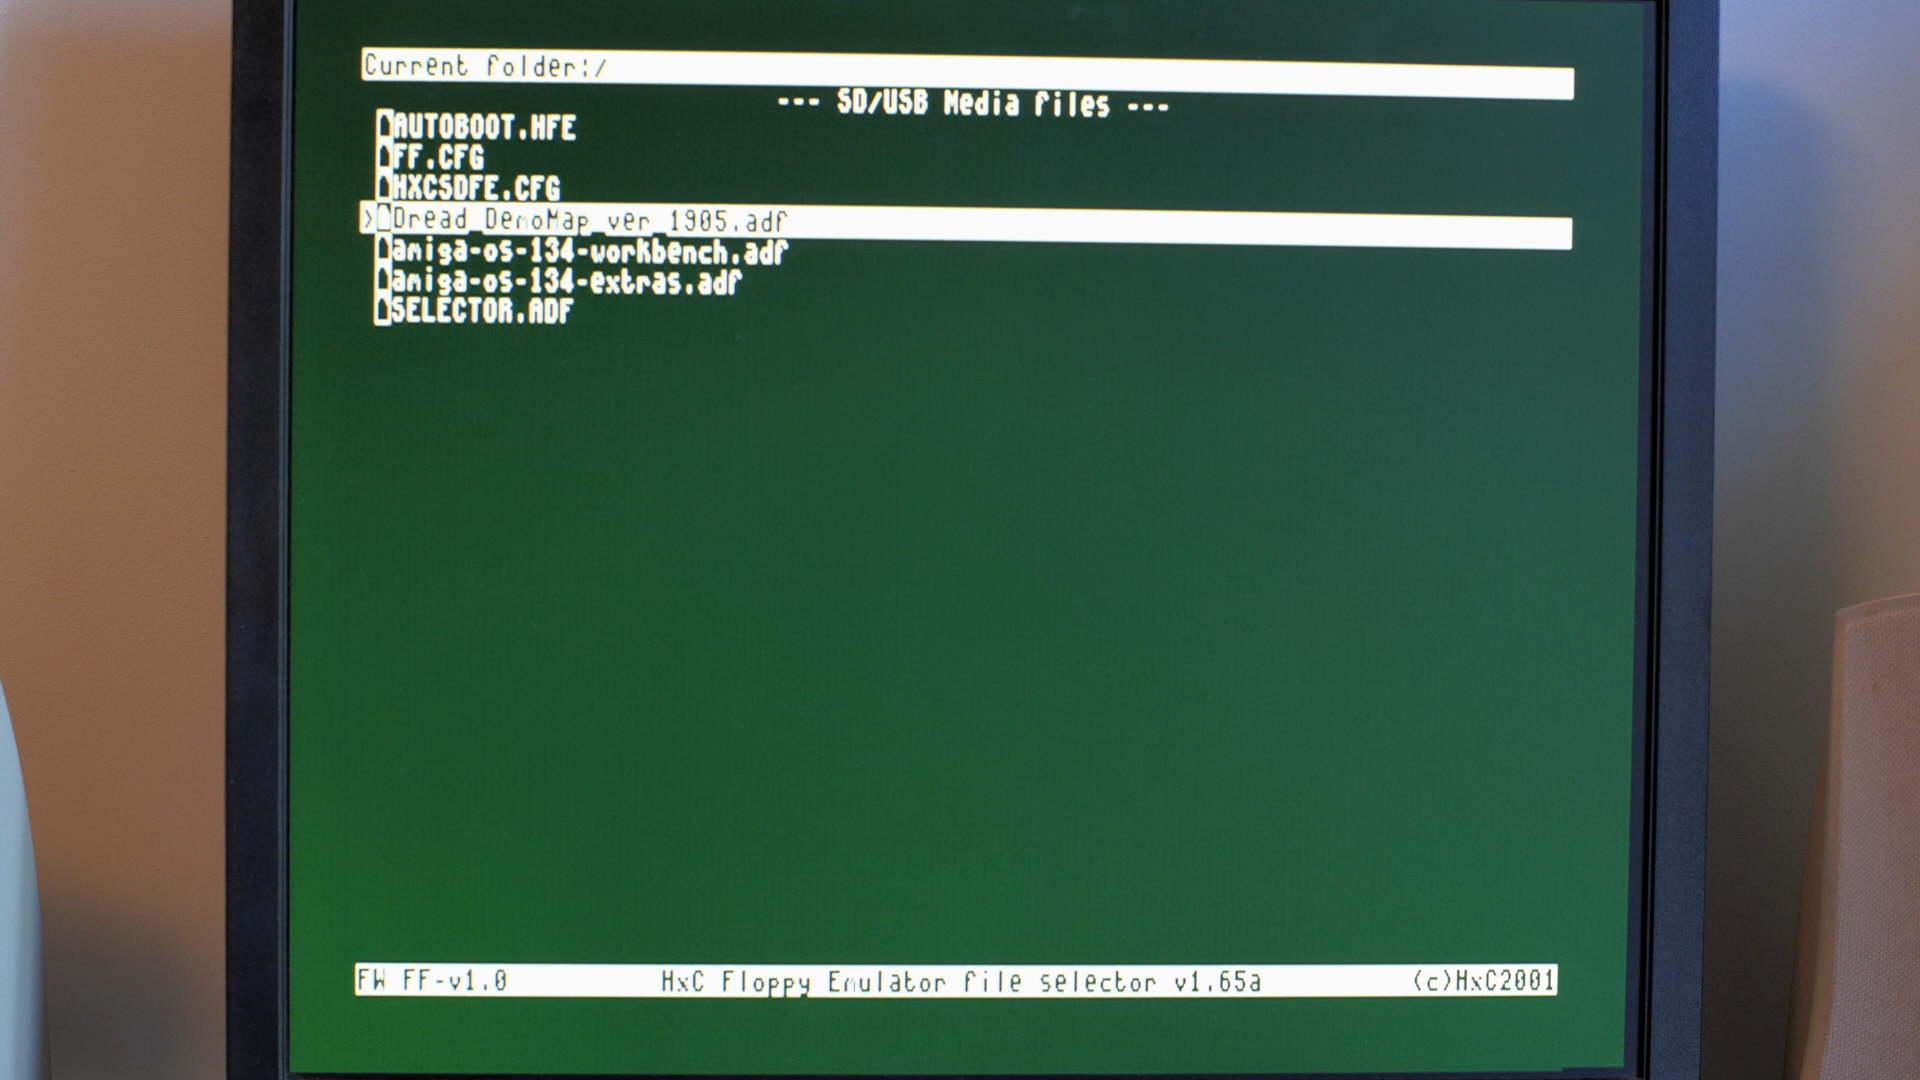 Current folder:/
--- SD/USB Media files ---
AUTOBOOT.HFE
FF.CFG
HXCSDFE.CFG
>Dread_DemoMap_ver_1905.adf
amiga-os-134-workbench.adf
amiga-os-134-extras.adf
SELECTOR.ADF
FW FF-v1.0 HxC Floppy Emulator file selector v1.65a (c)HxC2001